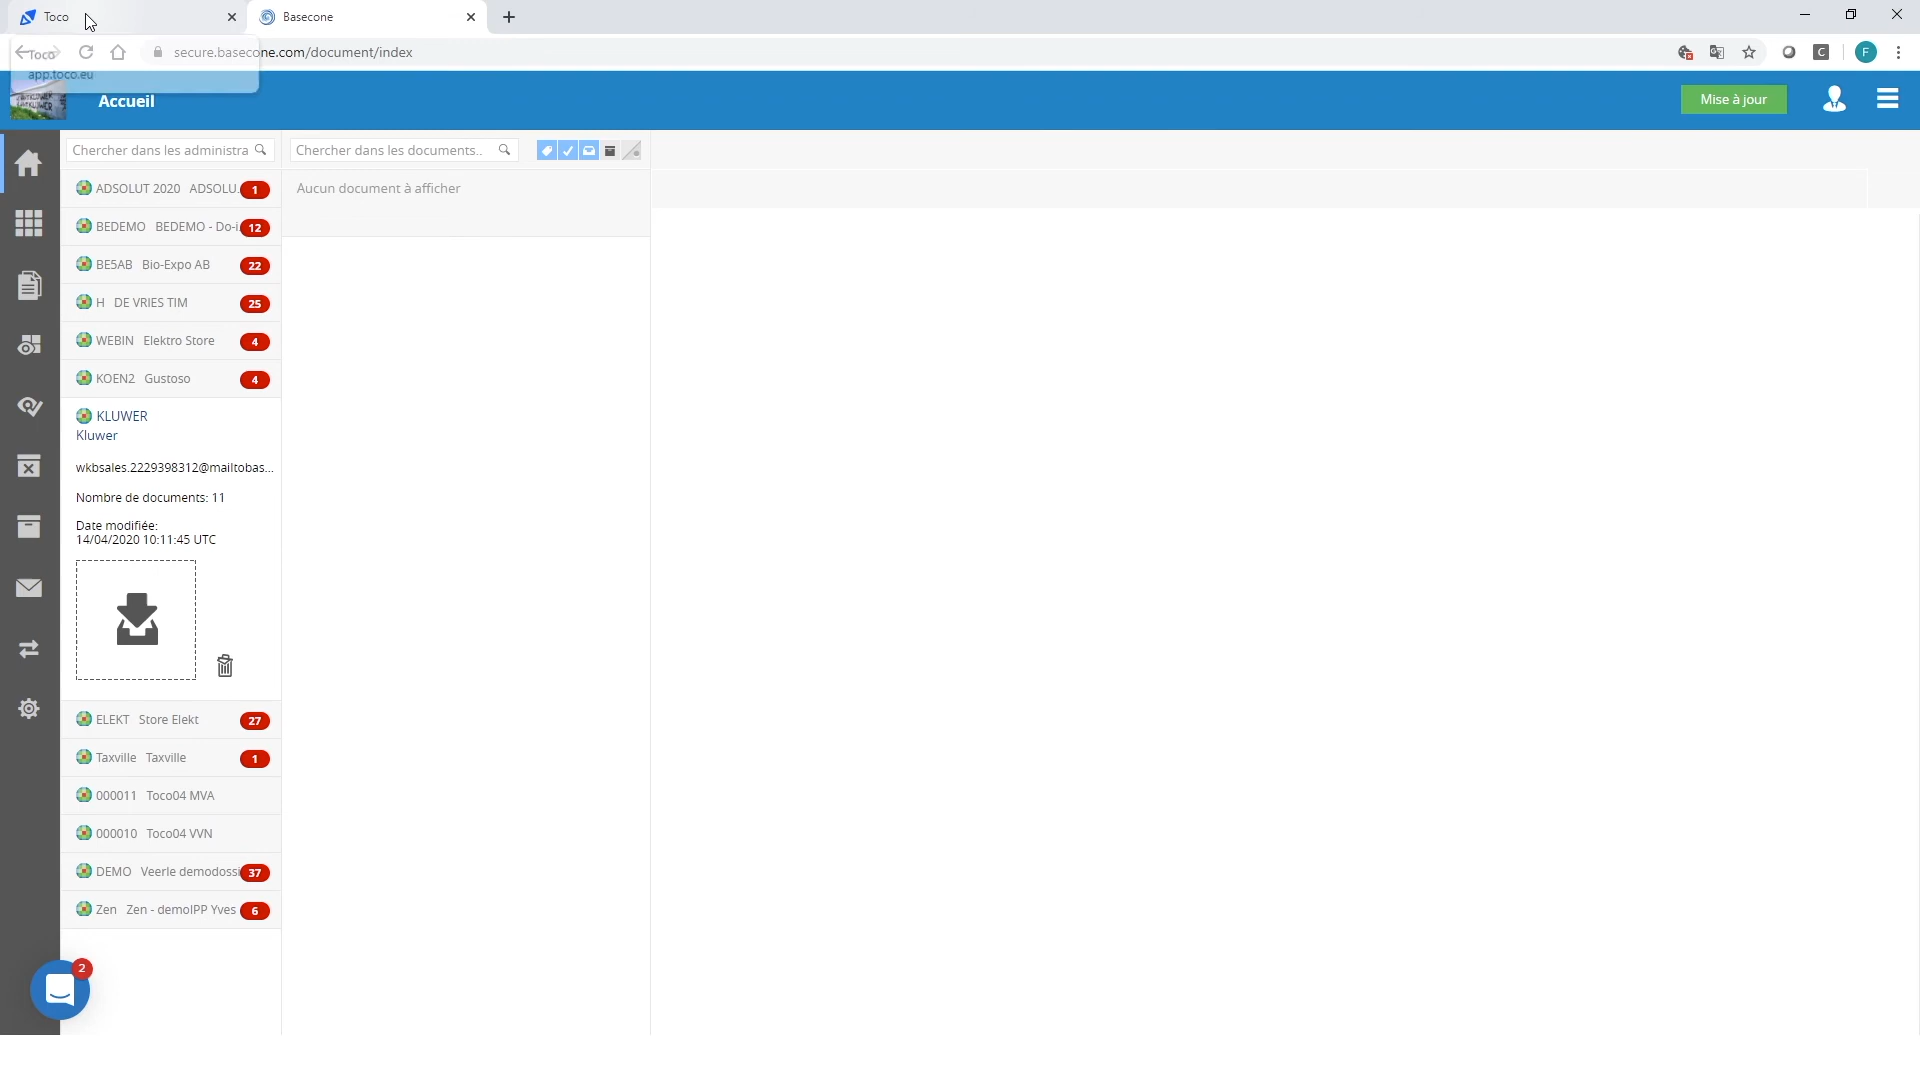 Toco
Basecone
Toco
secure.basecone.com/document/index
C
F
app.toco.eu
Accueil
Mise à jour
Chercher dans les administra
Chercher dans les documents..
ADSOLUT 2020 ADSOLU. 1
Aucun document à afficher
BEDEMO BEDEMO - Do-i. 12
BE5AB Bio-Expo AB 22
H DE VRIES TIM 25
WEBIN Elektro Store 4
KOEN2 Gustoso 4
KLUWER
Kluwer
wkbsales.2229398312@mailtobas...
Nombre de documents: 11
Date modifiée:
14/04/2020 10:11:45 UTC
ELEKT Store Elekt 27
Taxville Taxville 1
000011 Toco04 MVA
000010 Toco04 VVN
DEMO Veerle demodossi 37
Zen Zen - demoIPP Yves 6
2